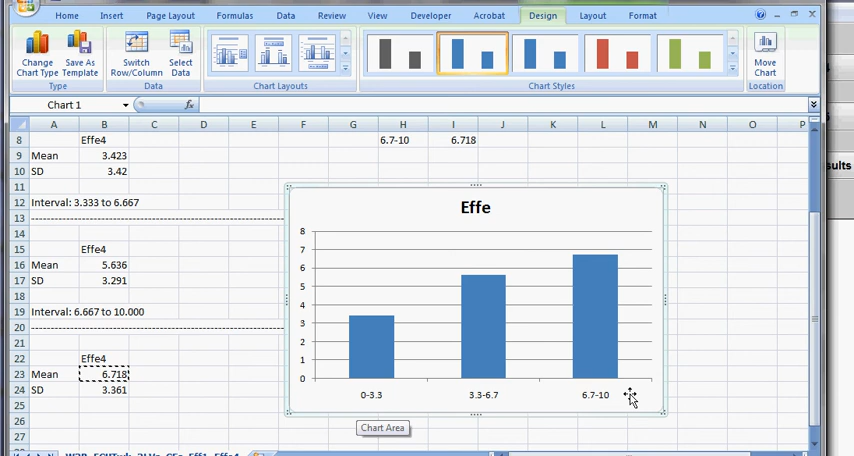 Home Insert Page Layout Formulas Data Review View Developer Acrobat Design Layout Format
Change Chart Type
Save As Template
Switch Row/Column
Select Data
Move Chart
Type Data Chart Layouts Chart Styles Location
Chart 1 fx
A B C D E F G H I J K L M N O P
8 Effe4 6.7-10 6.718
9 Mean 3.423
10 SD 3.42
11
12 Interval: 3.333 to 6.667
13 ----------
14
15 Effe4
16 Mean 5.636
17 SD 3.291
18
19 Interval: 6.667 to 10.000
20 ----------
21
22 Effe4
23 Mean 6.718
24 SD 3.361
25
26
27
Effe
8
7
6
5
4
3
2
1
0
0-3.3 3.3-6.7 6.7-10
Chart Area
sults